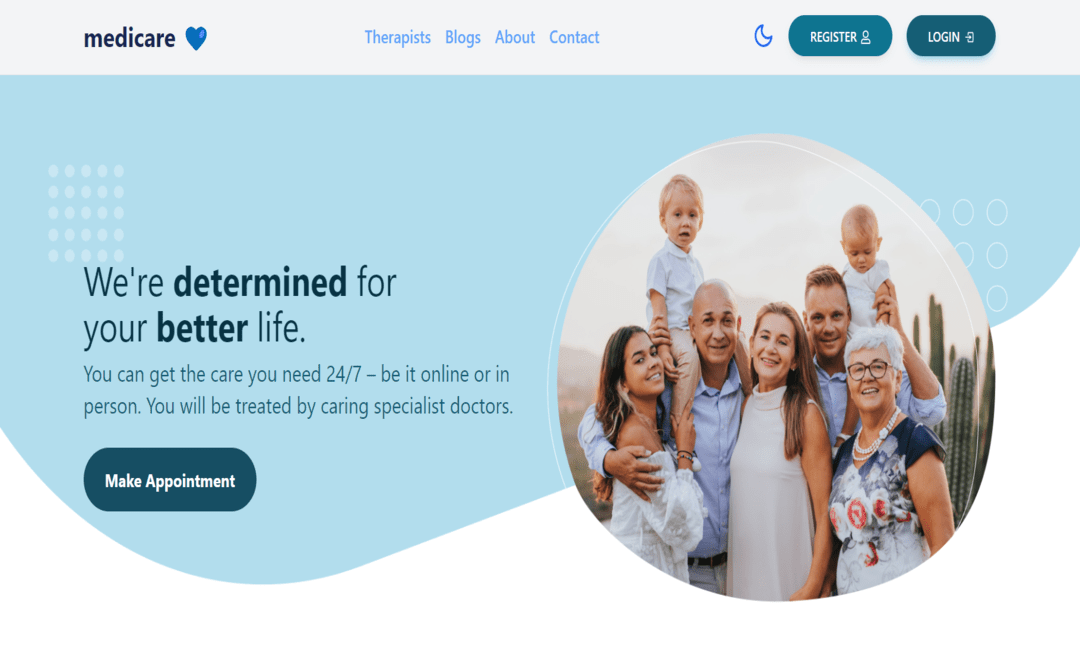 medicare
Therapists Blogs About Contact
REGISTER
LOGIN
We're determined for
your better life.
You can get the care you need 24/7 – be it online or in
person. You will be treated by caring specialist doctors.
Make Appointment